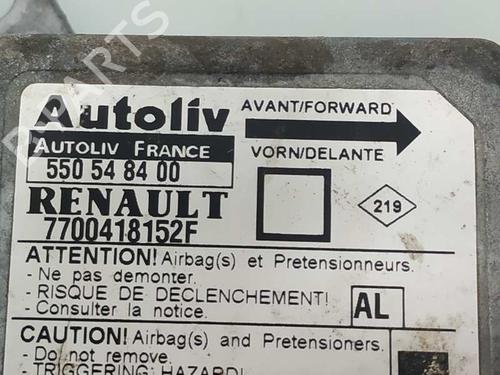 Autoliv
AVANT/FORWARD
AUTOLIV FRANCE
VORN/DELANTE
550 54 84 00
RENAULT
7700418152F
219
ATTENTION! Airbag(s) et Pretensionneurs.
- Ne pas demonter.
- RISQUE DE DECLENCHEMENT!
- Consulter la notice.
AL
CAUTION! Airbag(s) and Pretensioners.
- Do not remove.
- TRIGGERING: HAZARD!